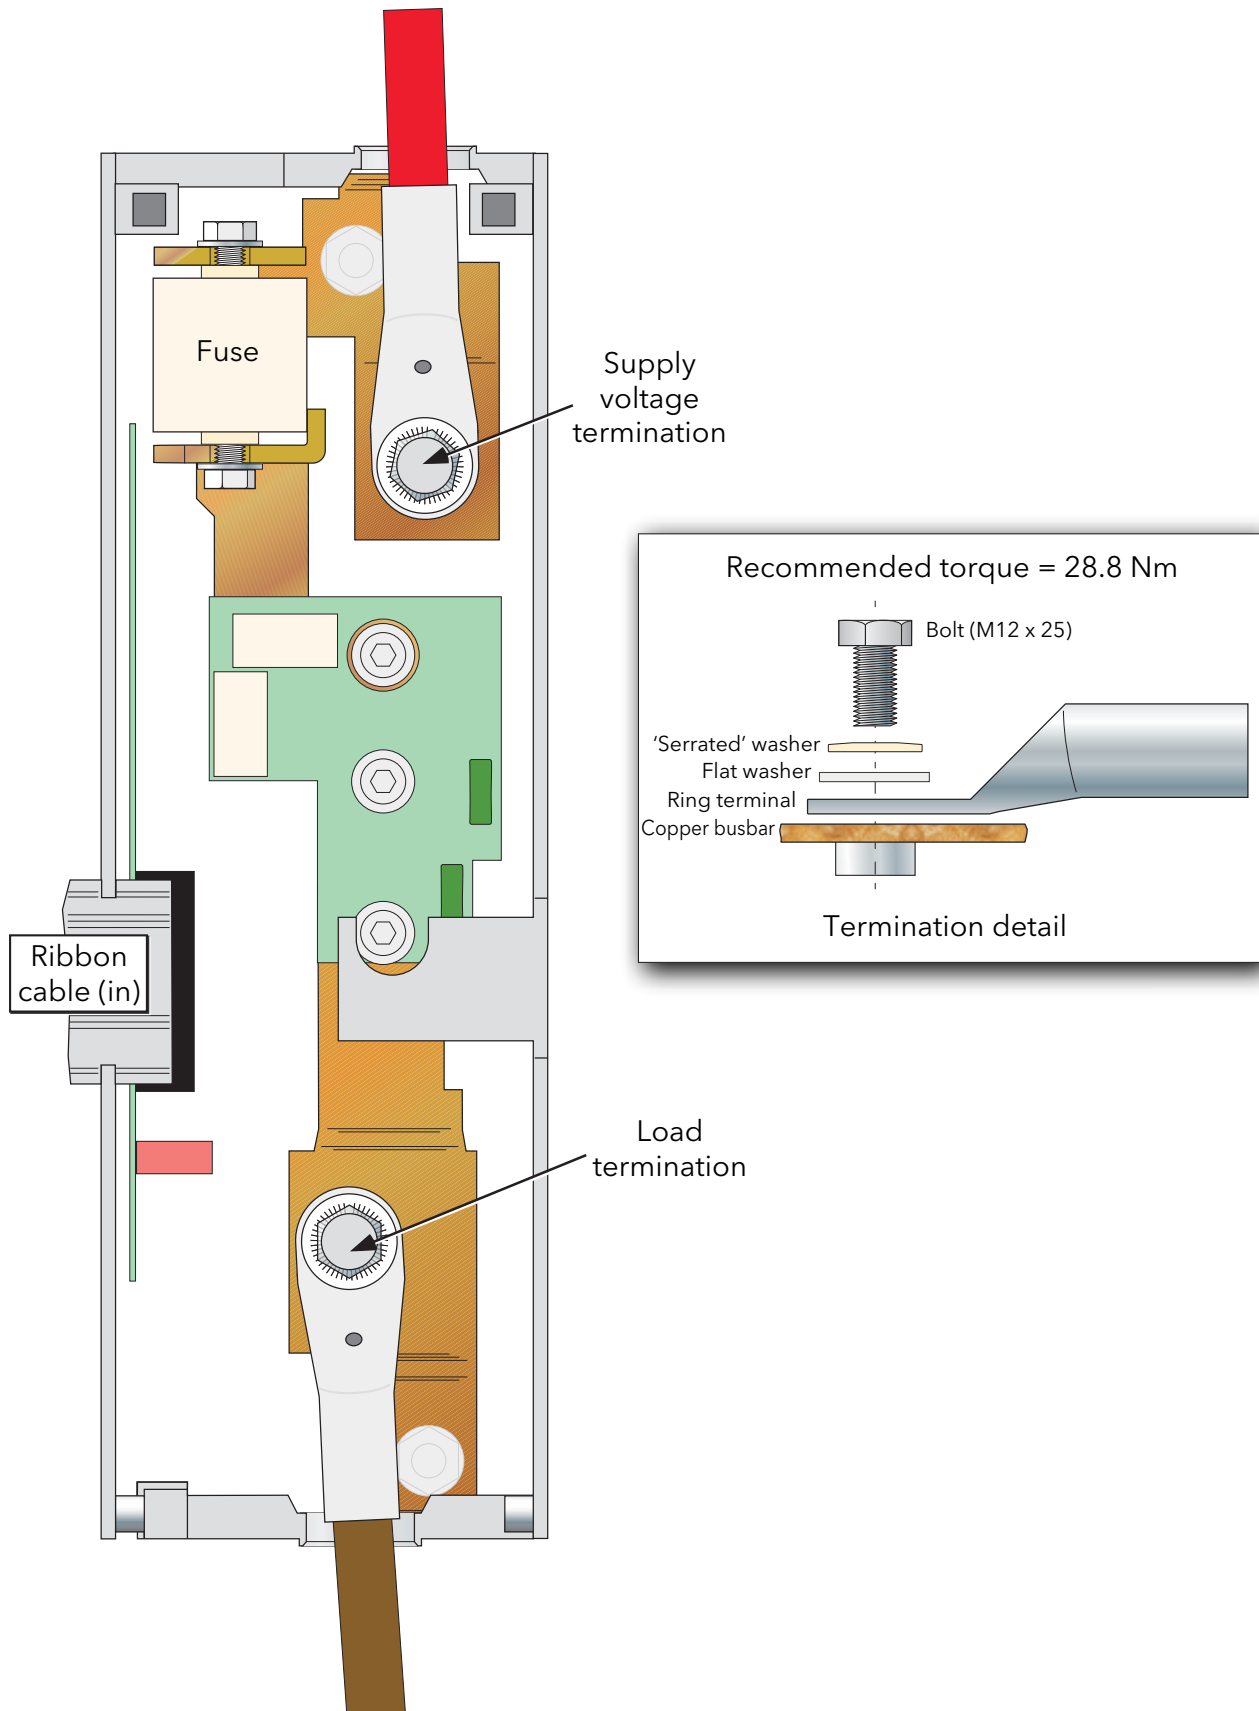 Fuse
Supply
voltage
termination
Recommended torque = 28.8 Nm
Bolt (M12 x 25)
‘Serrated’ washer
Flat washer
Ring terminal
Copper busbar
Termination detail
Ribbon
cable (in)
Load
termination